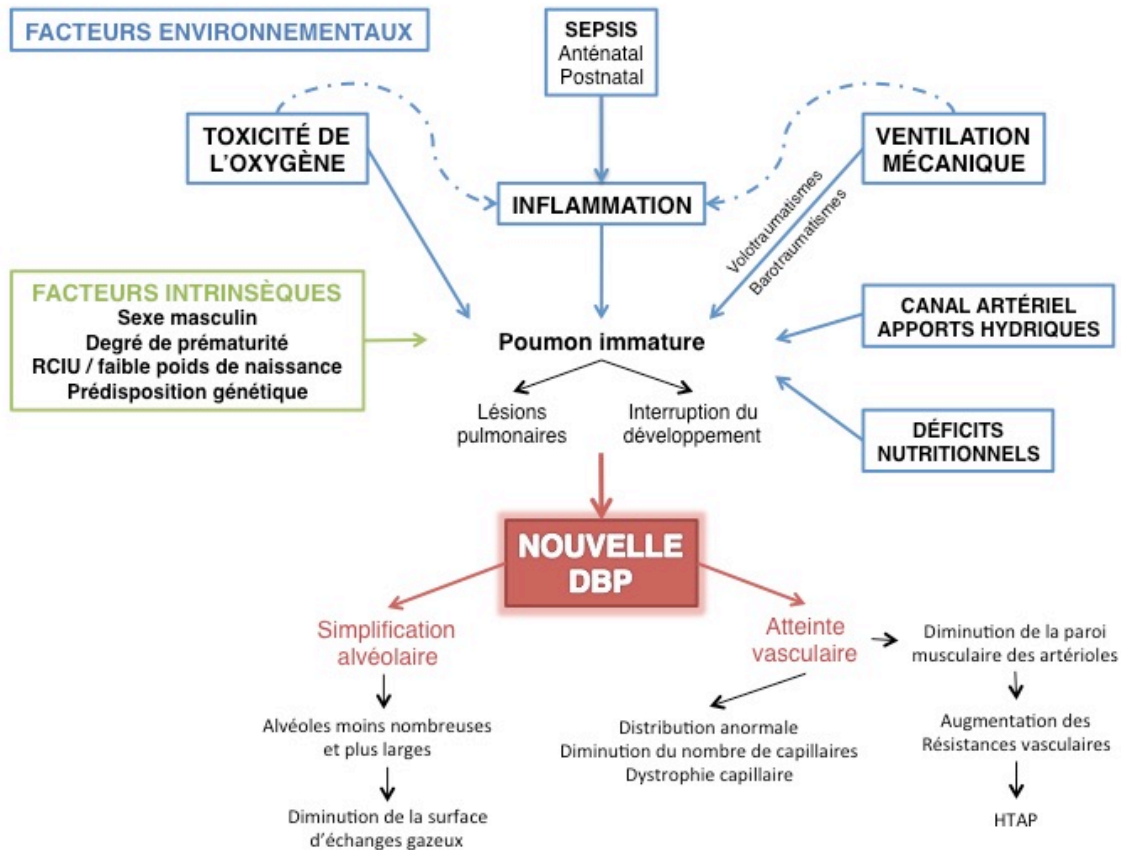 FACTEURS ENVIRONNEMENTAUX
SEPSIS
Anténatal
Postnatal
TOXICITÉ DE
L'OXYGÈNE
VENTILATION
MÉCANIQUE
INFLAMMATION
Volotraumatismes
Barotraumatismes
FACTEURS INTRINSÈQUES
Sexe masculin
Degré de prématurité
RCIU / faible poids de naissance
Prédisposition génétique
CANAL ARTÉRIEL
APPORTS HYDRIQUES
Poumon immature
Lésions
pulmonaires
Interruption du
développement
DÉFICITS
NUTRITIONNELS
NOUVELLE
DBP
Simplification
alvéolaire
Atteinte
vasculaire
Diminution de la paroi
musculaire des artérioles
Alvéoles moins nombreuses
et plus larges
Distribution anormale
Diminution du nombre de capillaires
Dystrophie capillaire
Augmentation des
Résistances vasculaires
Diminution de la surface
d'échanges gazeux
HTAP